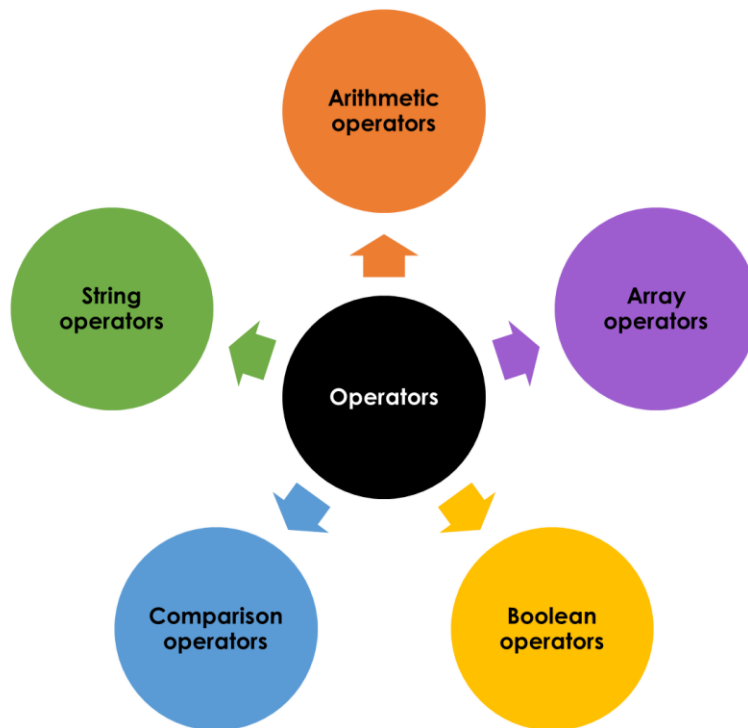 Arithmetic
operators
String
operators
Array
operators
Operators
Comparison
operators
Boolean
operators